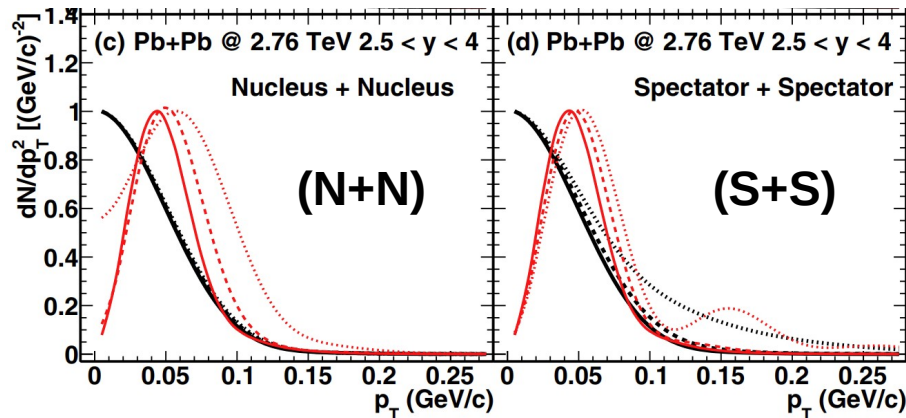 (c) Pb+Pb @ 2.76 TeV 2.5 < y < 4
(d) Pb+Pb @ 2.76 TeV 2.5 < y < 4
Nucleus + Nucleus
Spectator + Spectator
(N+N)
(S+S)
dN/dp_T^2 [(GeV/c)^-2]
1.4
1.2
1
0.8
0.6
0.4
0.2
0
0 0.05 0.1 0.15 0.2 0.25
0 0.05 0.1 0.15 0.2 0.25
p_T (GeV/c)
p_T (GeV/c)